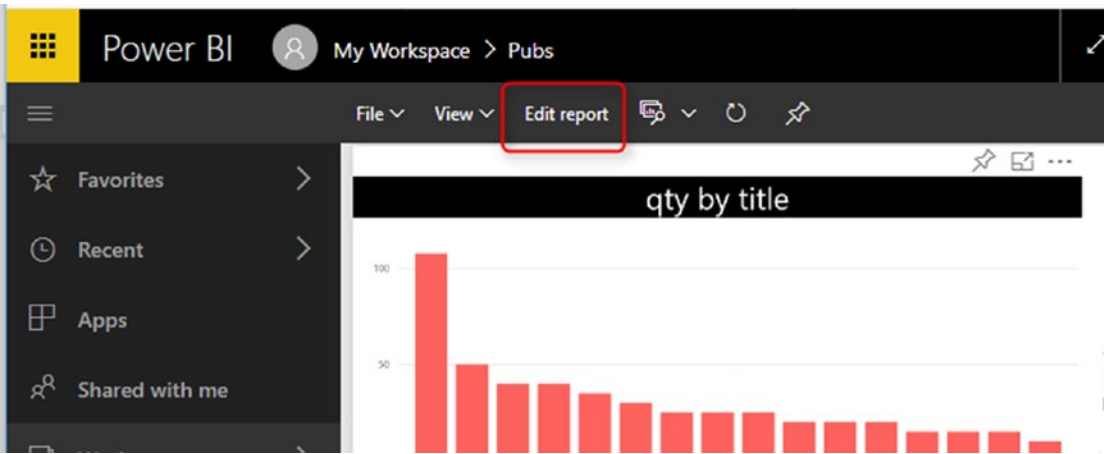 Power BI My Workspace > Pubs
File View Edit report
Favorites
Recent
Apps
Shared with me
qty by title
100
50